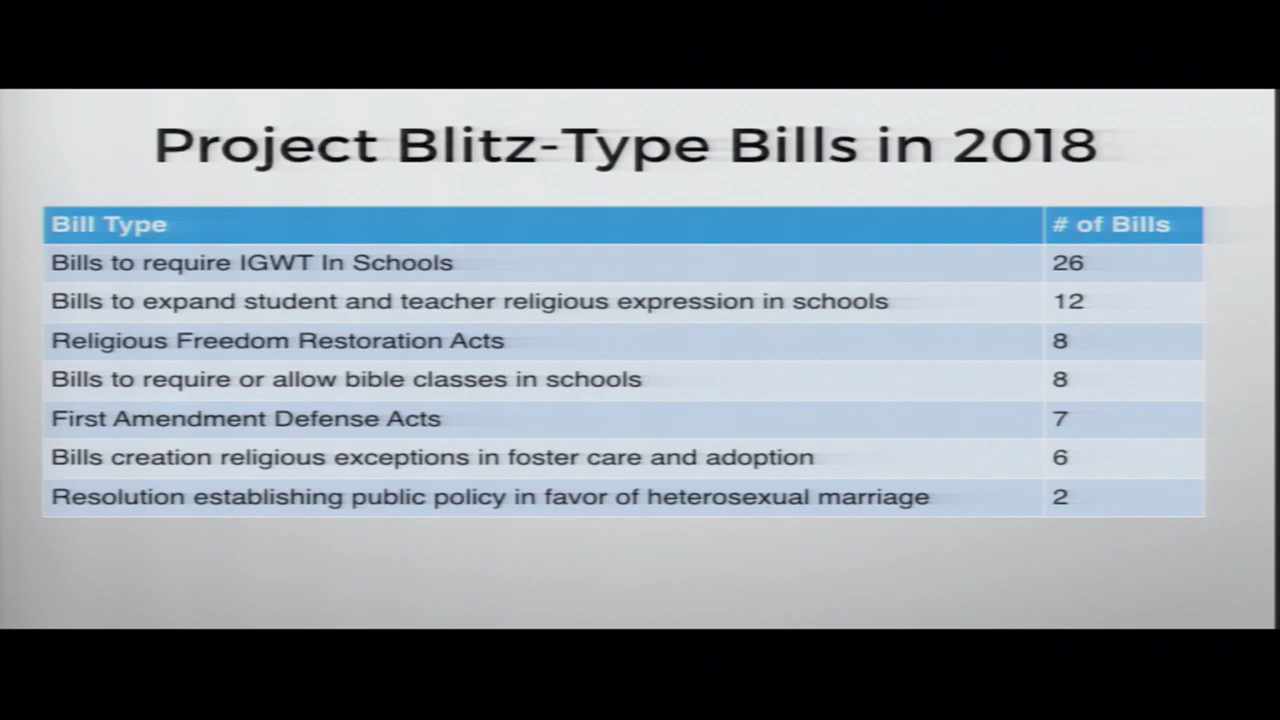 Project Blitz-Type Bills in 2018
Bill Type # of Bills
Bills to require IGWT In Schools 26
Bills to expand student and teacher religious expression in schools 12
Religious Freedom Restoration Acts 8
Bills to require or allow bible classes in schools 8
First Amendment Defense Acts 7
Bills creation religious exceptions in foster care and adoption 6
Resolution establishing public policy in favor of heterosexual marriage 2